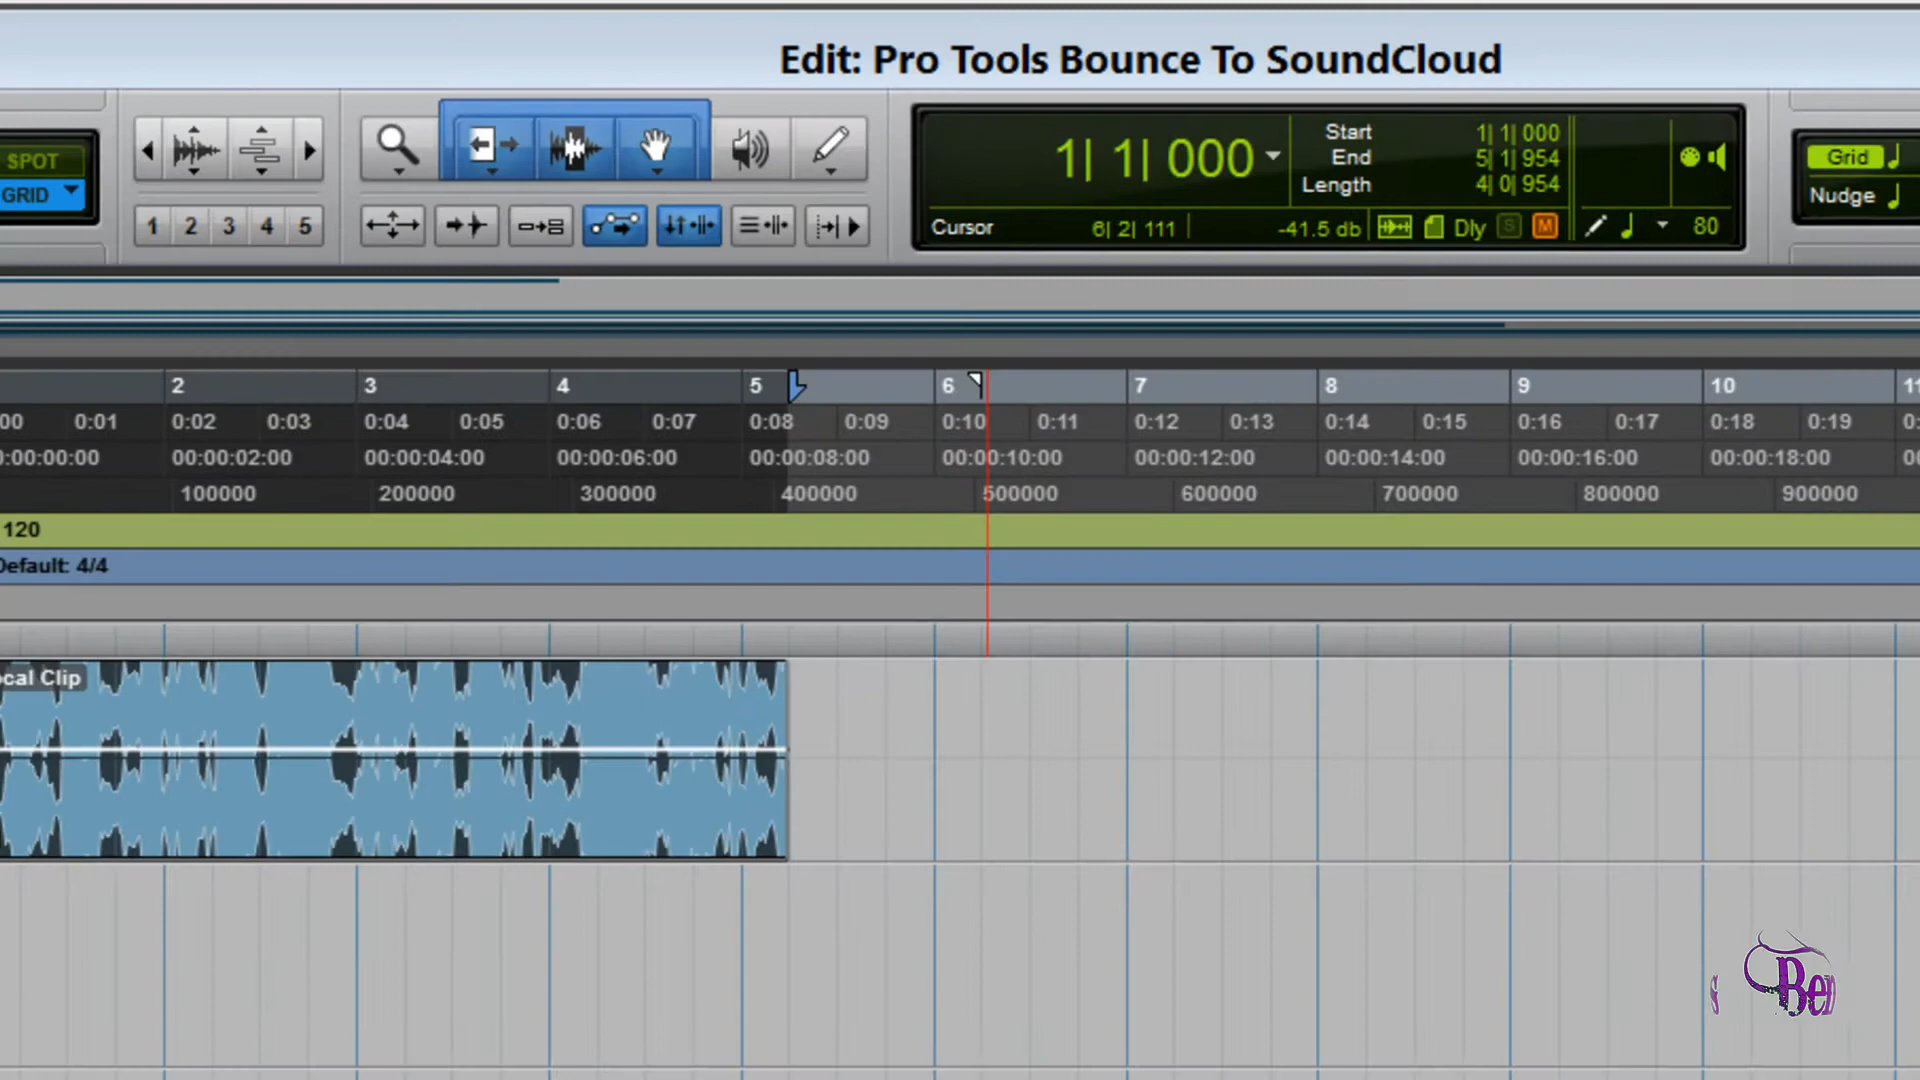 Edit: Pro Tools Bounce To SoundCloud
SPOT
GRID
1 2 3 4 5
1| 1| 000
Start 1| 1| 000
End 5| 1| 954
Length 4| 0| 954
Cursor 6| 2| 111 -41.5 db Dly S M 80
Grid
Nudge
2 3 4 5 6 7 8 9 10 11
00 0:01 0:02 0:03 0:04 0:05 0:06 0:07 0:08 0:09 0:10 0:11 0:12 0:13 0:14 0:15 0:16 0:17 0:18 0:19 0:
0:00:00:00 00:00:02:00 00:00:04:00 00:00:06:00 00:00:08:00 00:00:10:00 00:00:12:00 00:00:14:00 00:00:16:00 00:00:18:00
100000 200000 300000 400000 500000 600000 700000 800000 900000
120
Default: 4/4
ocal Clip
Ben